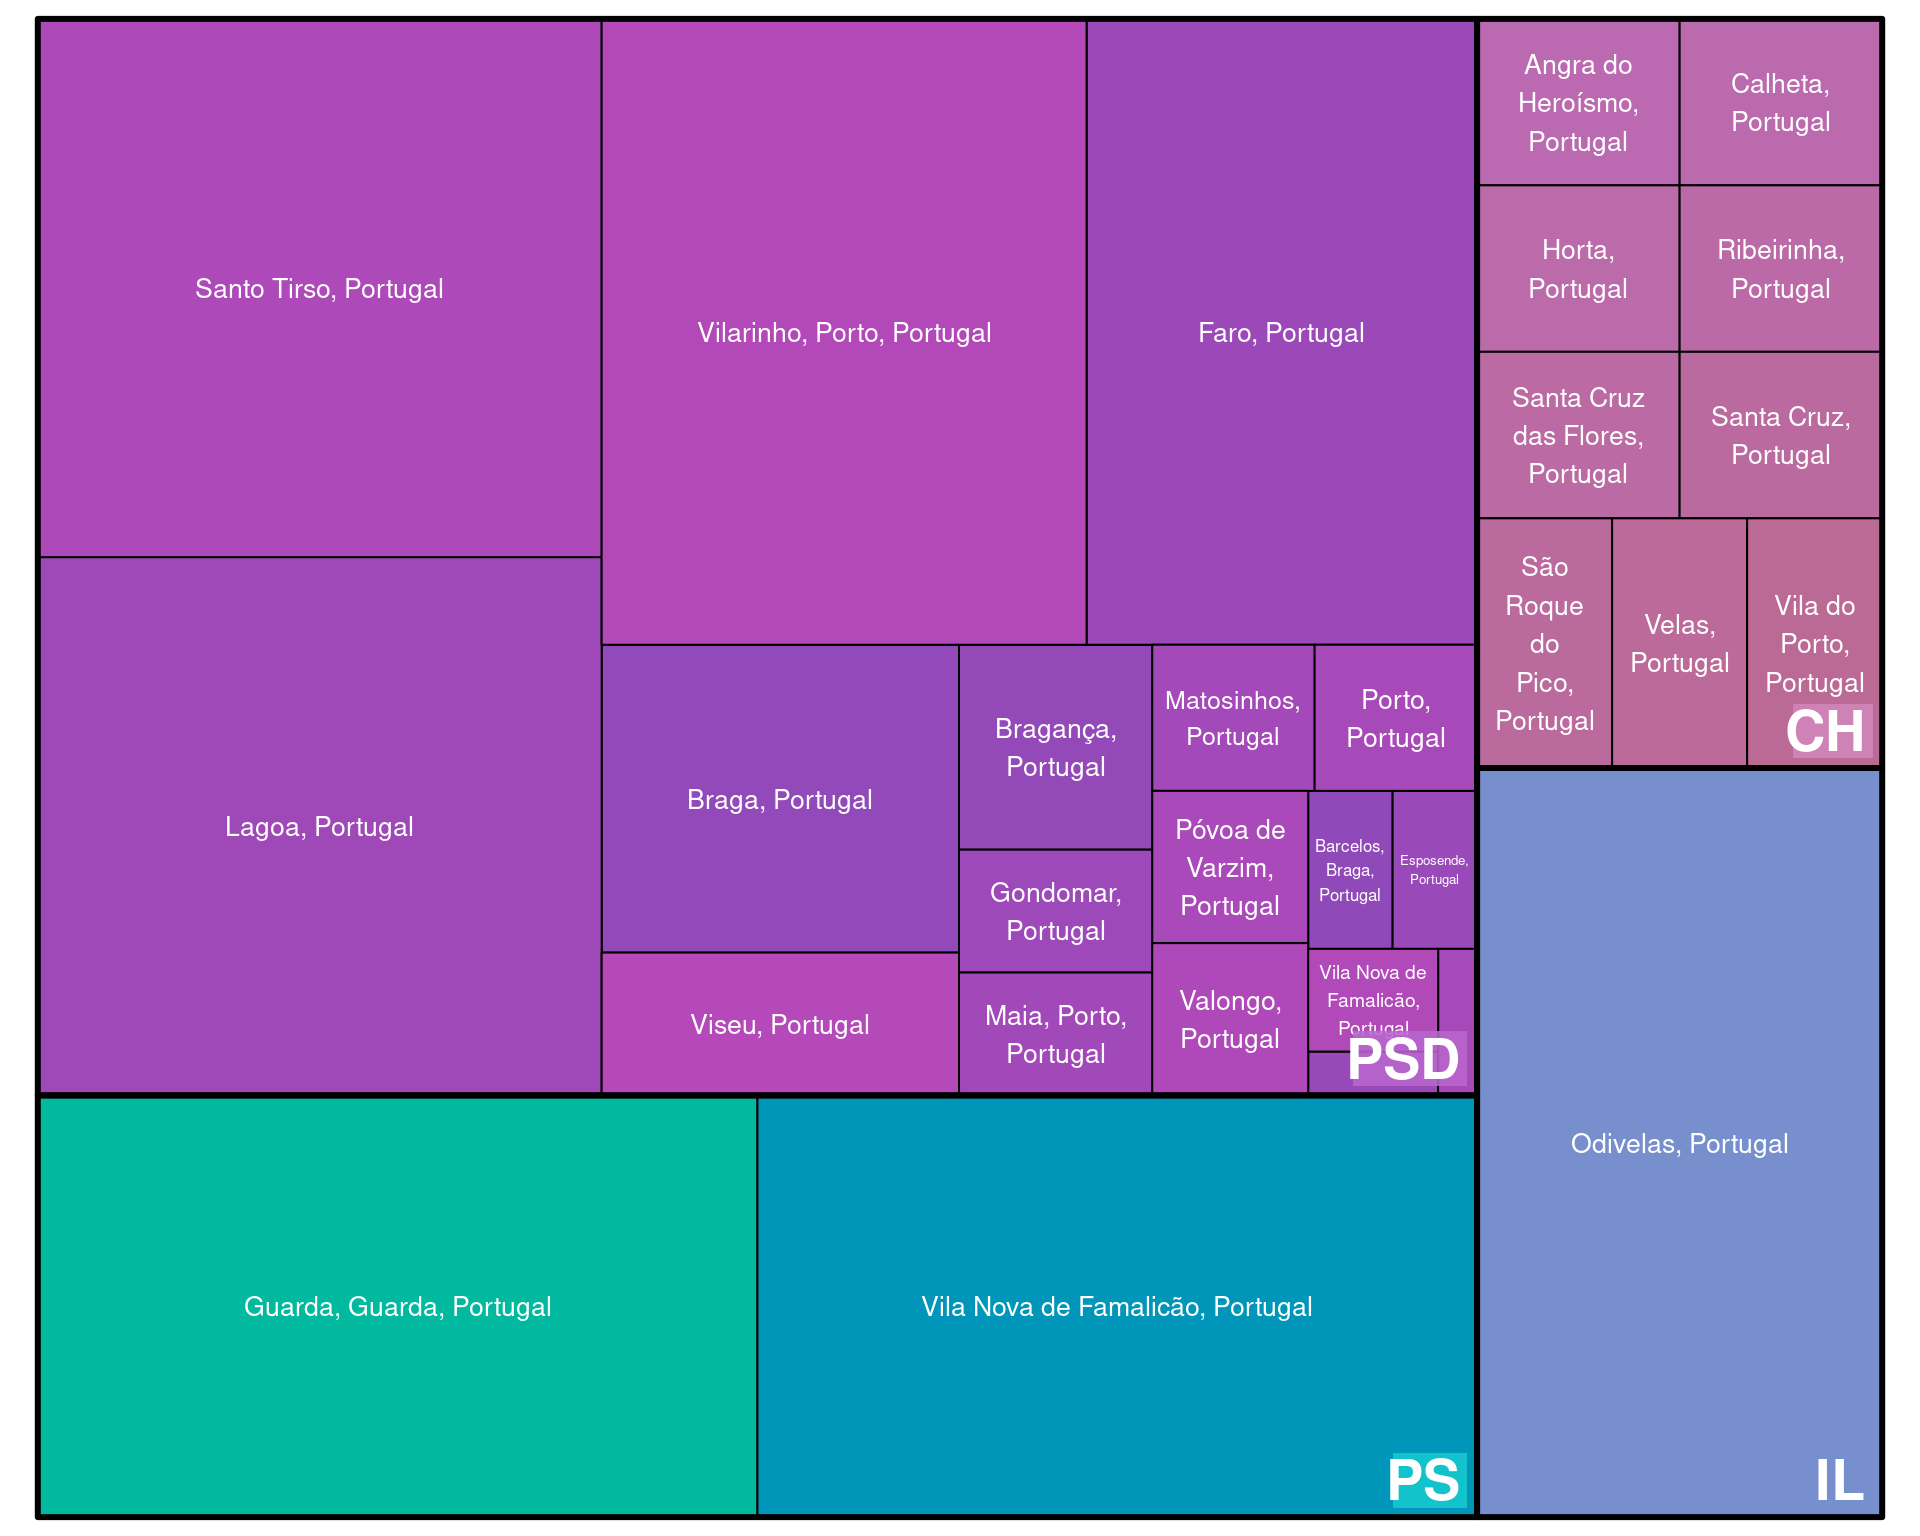 Santo Tirso, Portugal
Lagoa, Portugal
Vilarinho, Porto, Portugal
Faro, Portugal
Braga, Portugal
Viseu, Portugal
Bragança,
Portugal
Gondomar,
Portugal
Maia, Porto,
Portugal
Matosinhos,
Portugal
Porto,
Portugal
Póvoa de
Varzim,
Portugal
Valongo,
Portugal
Barcelos,
Braga,
Portugal
Esposende,
Portugal
Vila Nova de
Famalicão,
Portugal
PSD
Guarda, Guarda, Portugal
Vila Nova de Famalicão, Portugal
PS
Angra do
Heroísmo,
Portugal
Calheta,
Portugal
Horta,
Portugal
Ribeirinha,
Portugal
Santa Cruz
das Flores,
Portugal
Santa Cruz,
Portugal
São
Roque
do
Pico,
Portugal
Velas,
Portugal
Vila do
Porto,
Portugal
CH
Odivelas, Portugal
IL